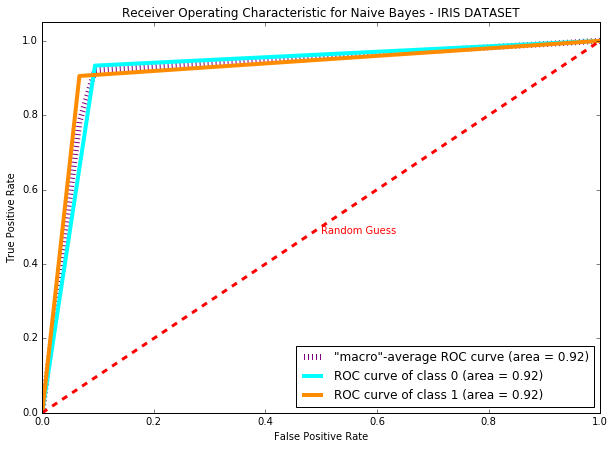 Receiver Operating Characteristic for Naive Bayes - IRIS DATASET
1.0
0.8
0.6
0.4
0.2
0.0
True Positive Rate
Random Guess
"macro"-average ROC curve (area = 0.92)
ROC curve of class 0 (area = 0.92)
ROC curve of class 1 (area = 0.92)
0.0 0.2 0.4 0.6 0.8 1.0
False Positive Rate